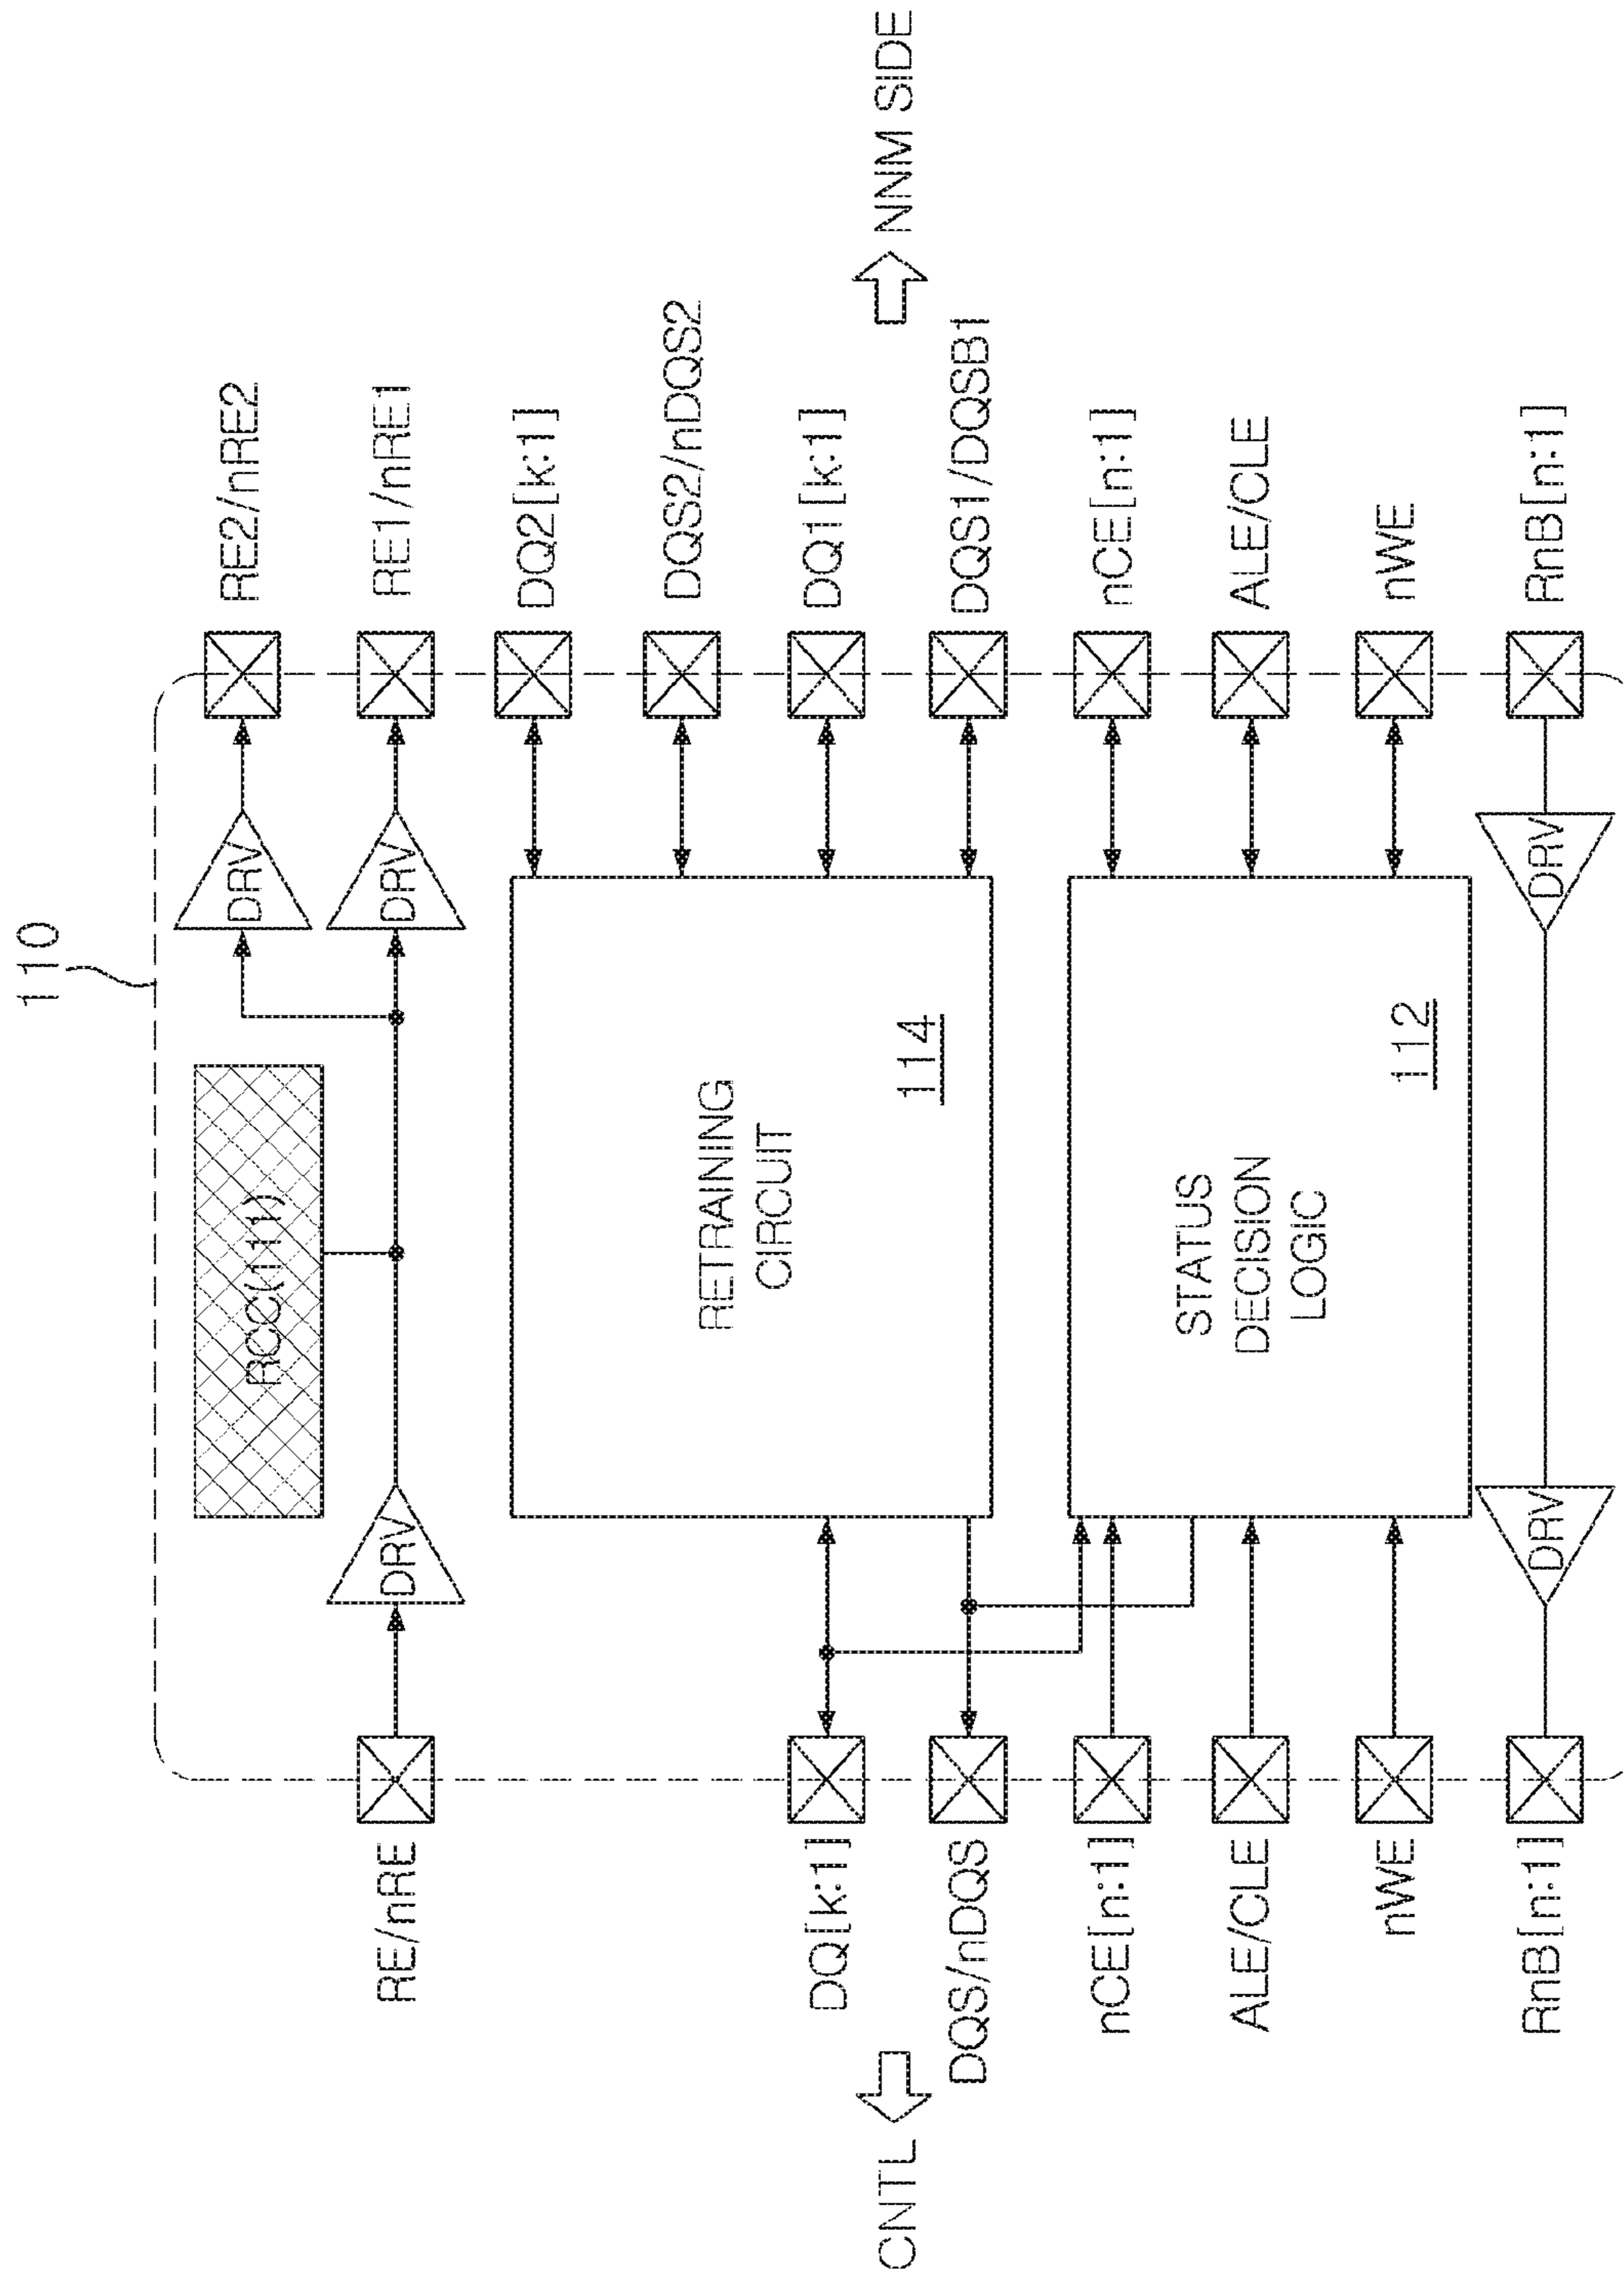 110
RE/nRE
DRV
RCC(111)
DRV
DRV
RE2/nRE2
RE1/nRE1
RETRAINING
CIRCUIT
114
DQ2[k:1]
DQS2/nDQS2
DQ1[k:1]
DQS1/DQSB1
CNTL
NNM SIDE
DQ[k:1]
DQS/nDQS
nCE[n:1]
ALE/CLE
nWE
RnB[n:1]
STATUS
DECISION
LOGIC
112
nCE[n:1]
ALE/CLE
nWE
RnB[n:1]
DRV
DRV